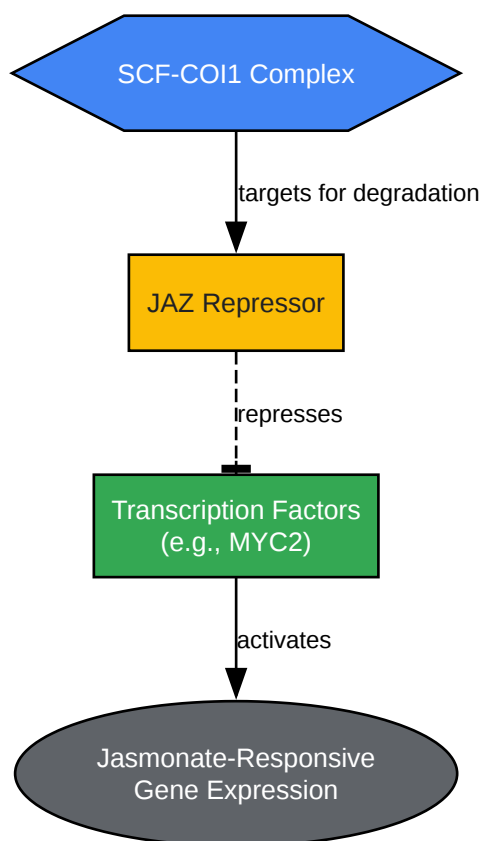 SCF-COI1 Complex
targets for degradation
JAZ Repressor
represses
Transcription Factors
(e.g., MYC2)
activates
Jasmonate-Responsive
Gene Expression